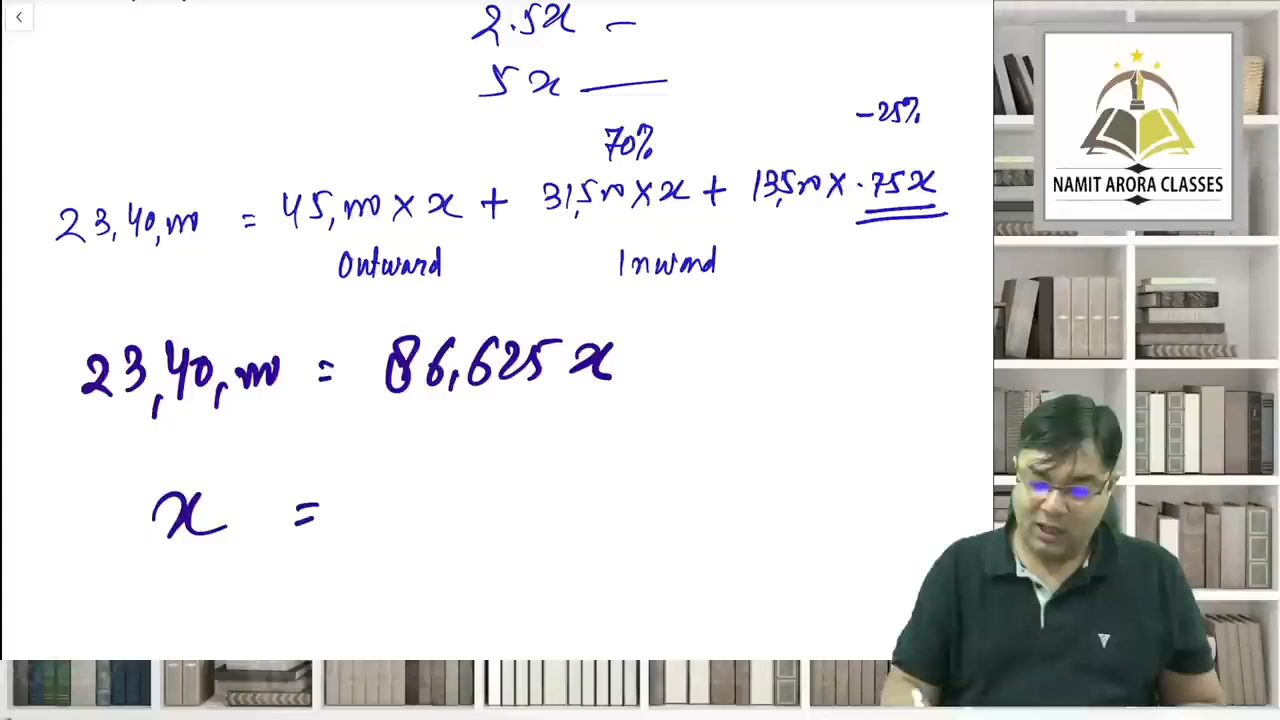 2.5x –
5x —
-25%
70%
23,40,000 = 45,000 × x + 31,500 × x + 13,500 × .75x
Outward Inward
23,40,000 = 86,625 x
x =
NAMIT ARORA CLASSES